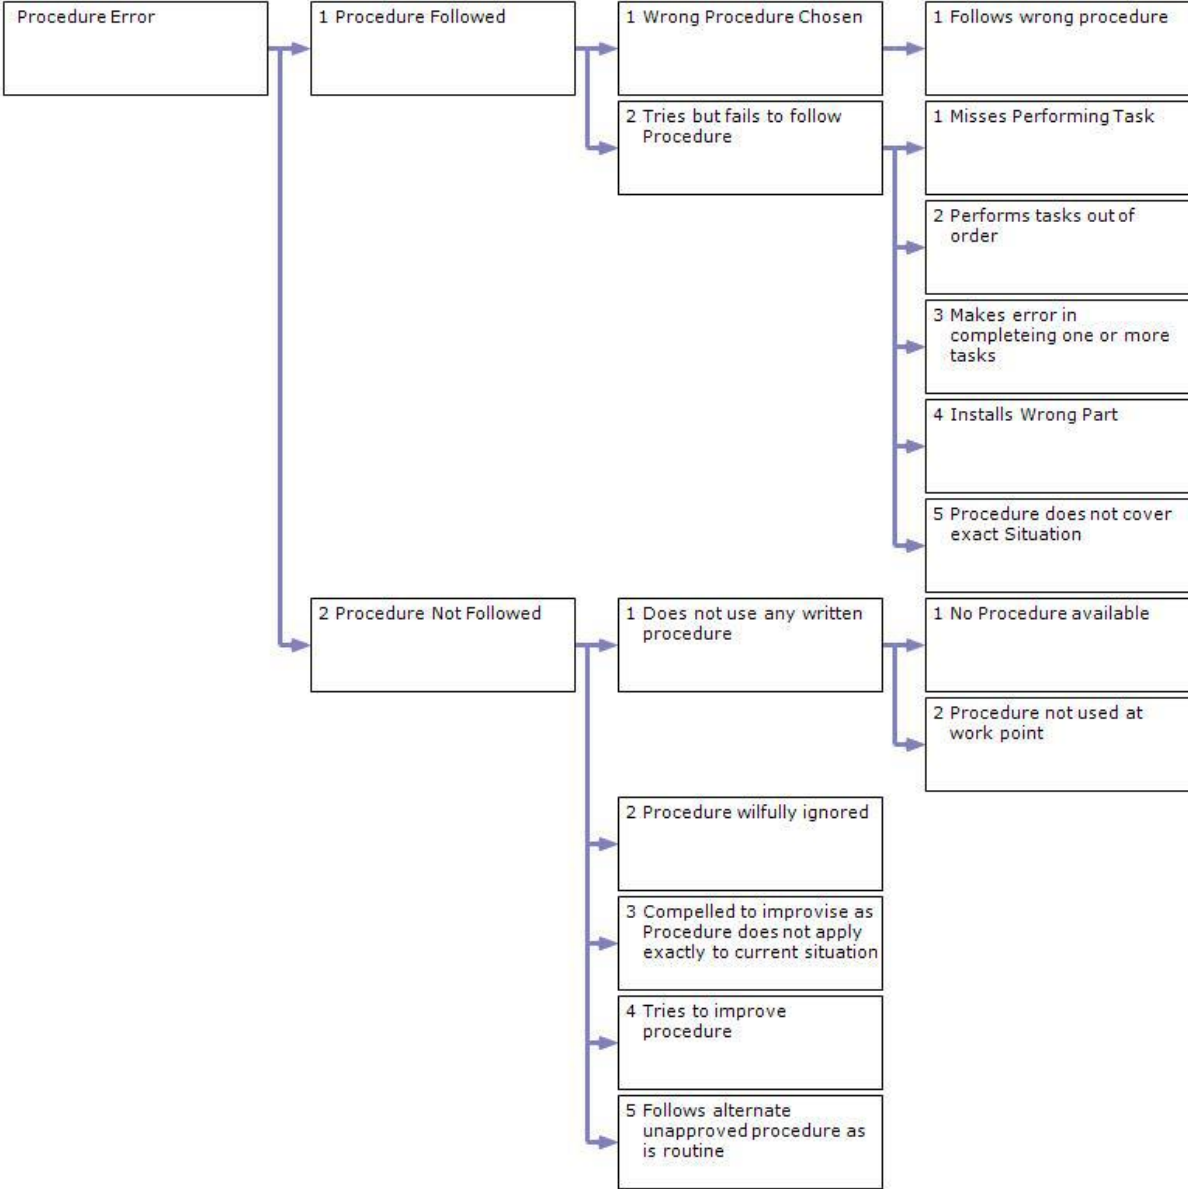 Procedure Error
1 Procedure Followed
1 Wrong Procedure Chosen
1 Follows wrong procedure
2 Tries but fails to follow
Procedure
1 Misses Performing Task
2 Performs tasks out of
order
3 Makes error in
completeing one or more
tasks
4 Installs Wrong Part
5 Procedure does not cover
exact Situation
2 Procedure Not Followed
1 Does not use any written
procedure
1 No Procedure available
2 Procedure not used at
work point
2 Procedure wilfully ignored
3 Compelled to improvise as
Procedure does not apply
exactly to current situation
4 Tries to improve
procedure
5 Follows alternate
unapproved procedure as
is routine